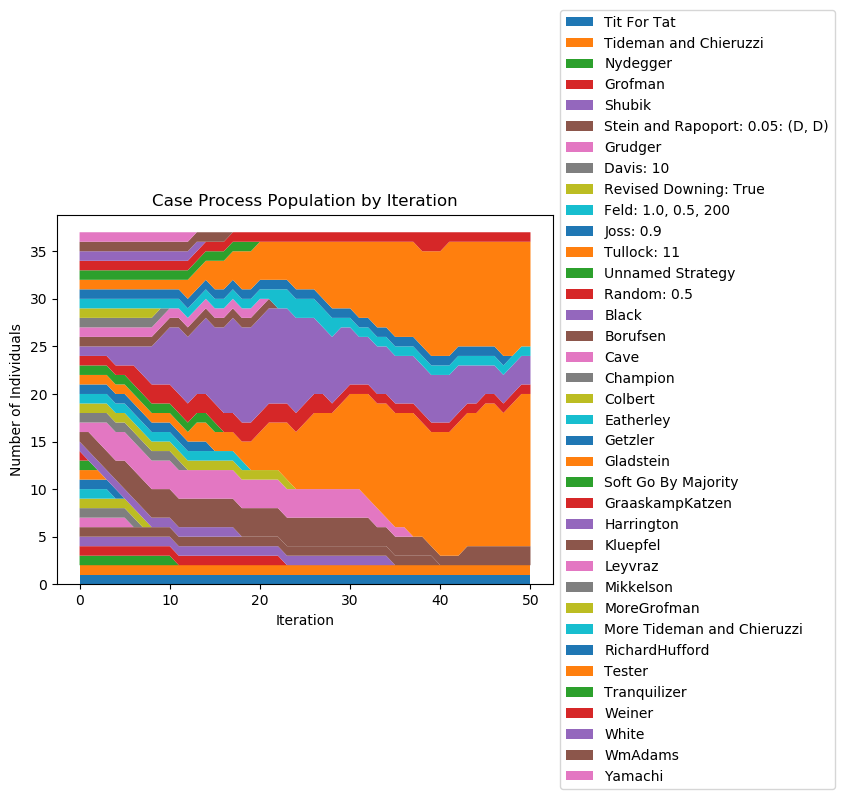 Case Process Population by Iteration
Number of Individuals
35
30
25
20
15
10
5
0
0 10 20 30 40 50
Iteration
Tit For Tat
Tideman and Chieruzzi
Nydegger
Grofman
Shubik
Stein and Rapoport: 0.05: (D, D)
Grudger
Davis: 10
Revised Downing: True
Feld: 1.0, 0.5, 200
Joss: 0.9
Tullock: 11
Unnamed Strategy
Random: 0.5
Black
Borufsen
Cave
Champion
Colbert
Eatherley
Getzler
Gladstein
Soft Go By Majority
GraaskampKatzen
Harrington
Kluepfel
Leyvraz
Mikkelson
MoreGrofman
More Tideman and Chieruzzi
RichardHufford
Tester
Tranquilizer
Weiner
White
WmAdams
Yamachi